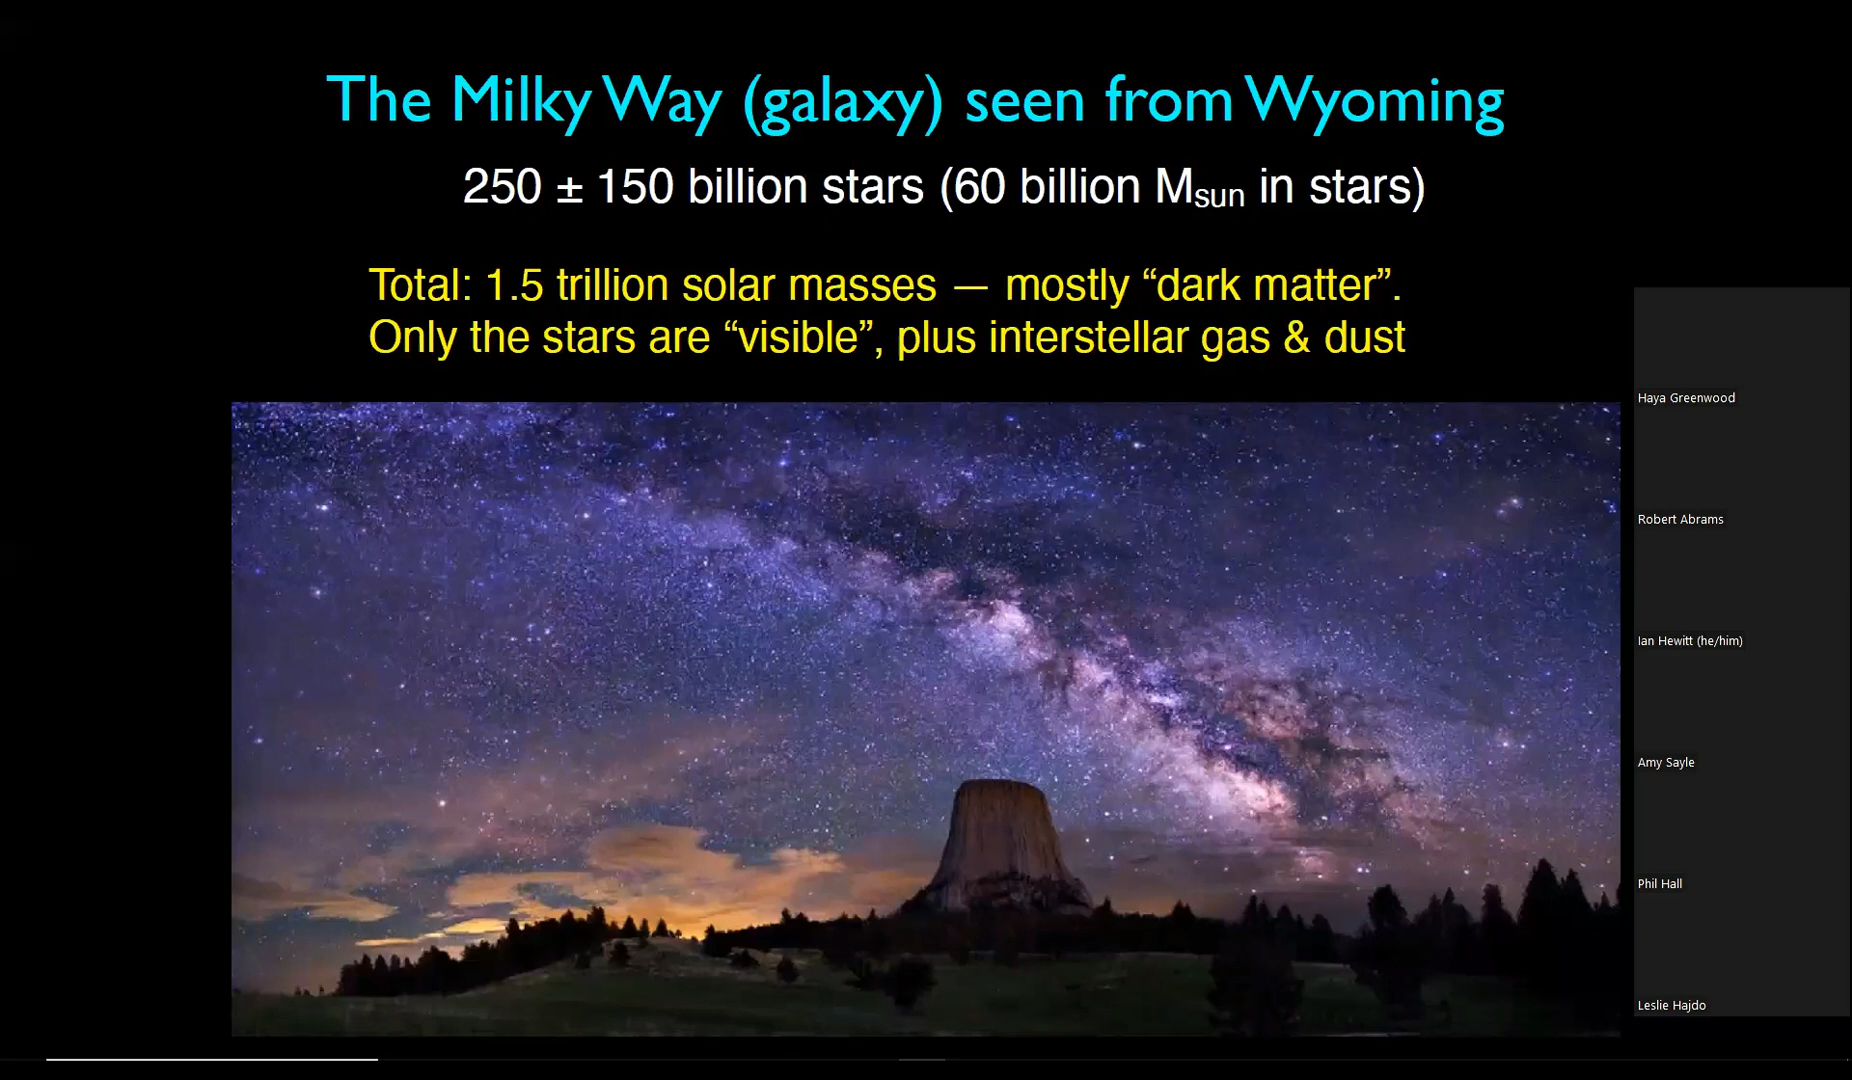 The Milky Way (galaxy) seen from Wyoming
250 ± 150 billion stars (60 billion Msun in stars)
Total: 1.5 trillion solar masses — mostly “dark matter”.
Only the stars are “visible”, plus interstellar gas & dust
Haya Greenwood
Robert Abrams
Ian Hewitt (he/him)
Amy Sayle
Phil Hall
Leslie Hajdo